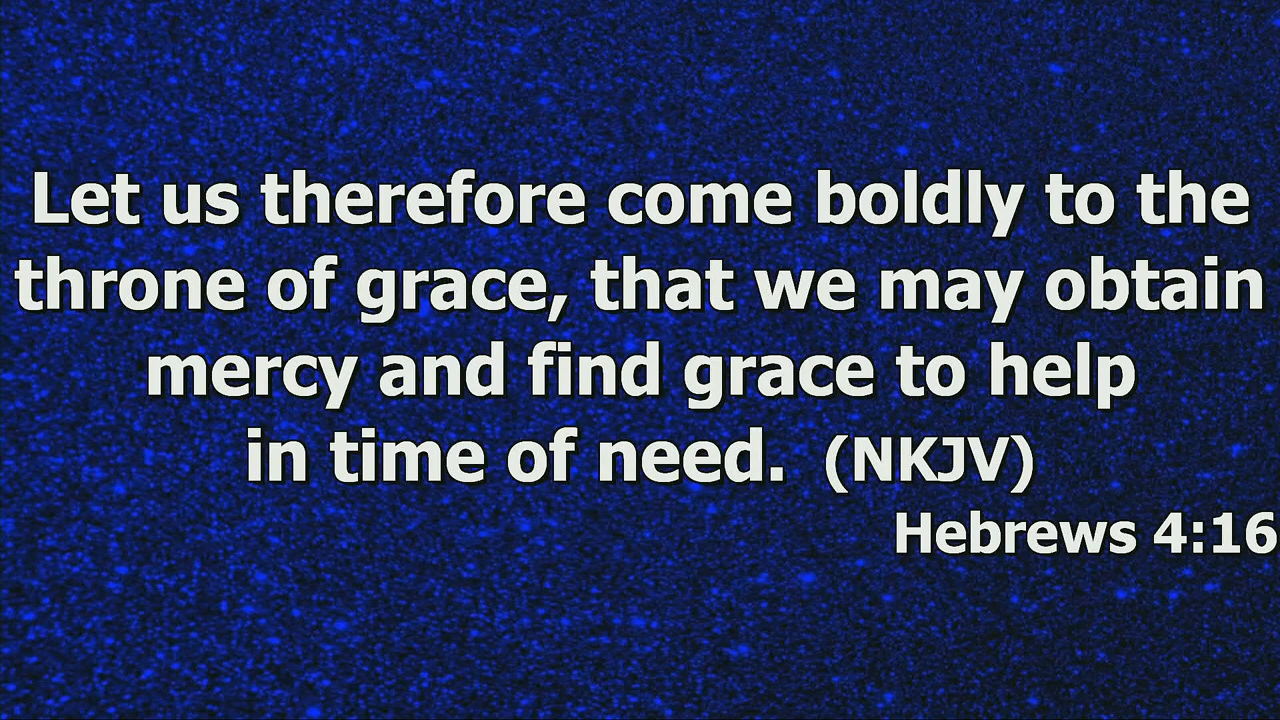 Let us therefore come boldly to the
throne of grace, that we may obtain
mercy and find grace to help
in time of need. (NKJV)
Hebrews 4:16